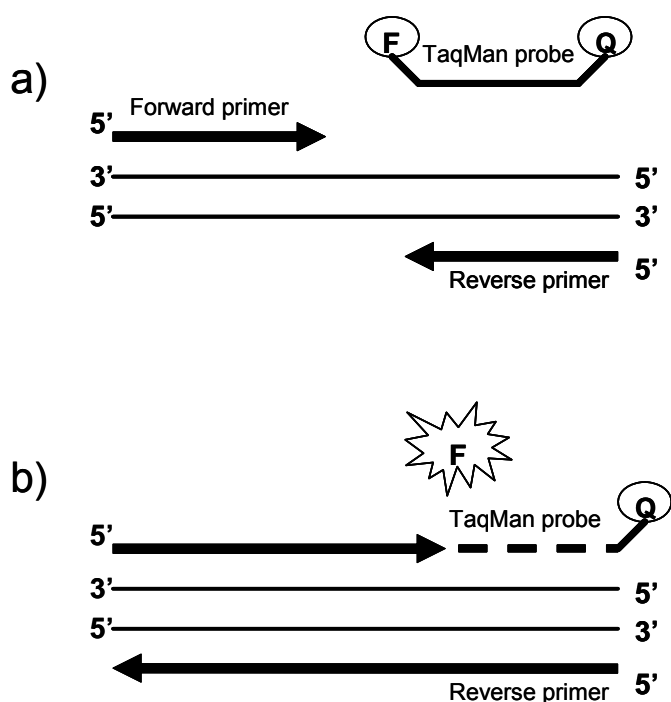 F TaqMan probe Q
a)
Forward primer
5’
3’ 5’
5’ 3’
5’
Reverse primer
F
b)
Q
TaqMan probe
5’
3’ 5’
5’ 3’
5’
Reverse primer